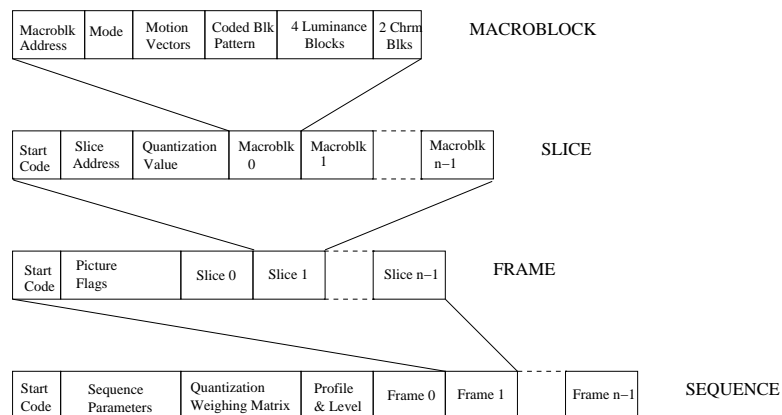 Macroblk Address Mode Motion Vectors Coded Blk Pattern 4 Luminance Blocks 2 Chrm Blks MACROBLOCK
Start Code Slice Address Quantization Value Macroblk 0 Macroblk 1 Macroblk n−1 SLICE
Start Code Picture Flags Slice 0 Slice 1 Slice n−1 FRAME
Start Code Sequence Parameters Quantization Weighing Matrix Profile & Level Frame 0 Frame 1 Frame n−1 SEQUENCE